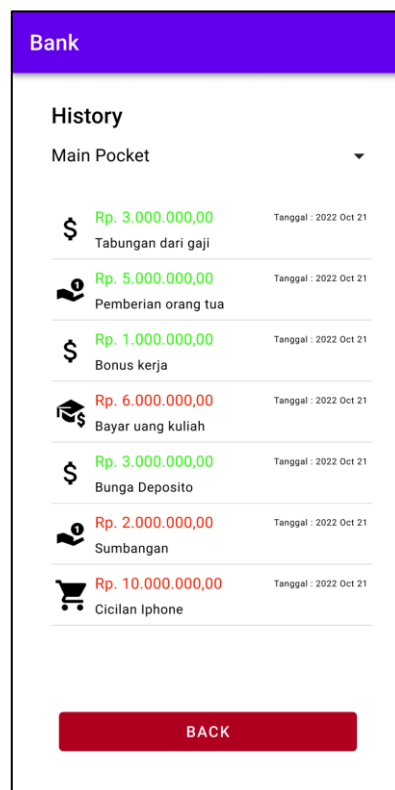 Bank
History
Main Pocket
Rp. 3.000.000,00 Tanggal : 2022 Oct 21
Tabungan dari gaji
Rp. 5.000.000,00 Tanggal : 2022 Oct 21
Pemberian orang tua
Rp. 1.000.000,00 Tanggal : 2022 Oct 21
Bonus kerja
Rp. 6.000.000,00 Tanggal : 2022 Oct 21
Bayar uang kuliah
Rp. 3.000.000,00 Tanggal : 2022 Oct 21
Bunga Deposito
Rp. 2.000.000,00 Tanggal : 2022 Oct 21
Sumbangan
Rp. 10.000.000,00 Tanggal : 2022 Oct 21
Cicilan Iphone
BACK